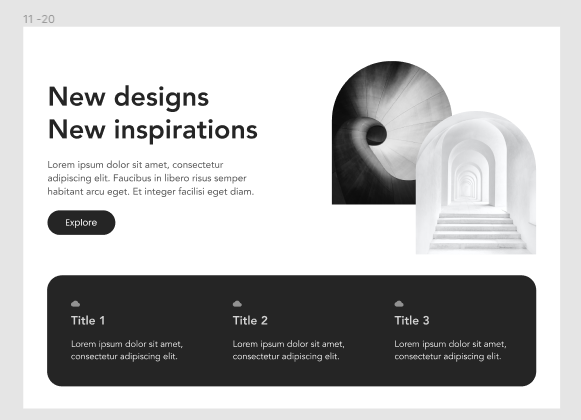 11 -20
New designs
New inspirations
Lorem ipsum dolor sit amet, consectetur
adipiscing elit. Faucibus in libero risus semper
habitant arcu eget. Et integer facilisi eget diam.
Explore
Title 1
Lorem ipsum dolor sit amet,
consectetur adipiscing elit.
Title 2
Lorem ipsum dolor sit amet,
consectetur adipiscing elit.
Title 3
Lorem ipsum dolor sit amet,
consectetur adipiscing elit.